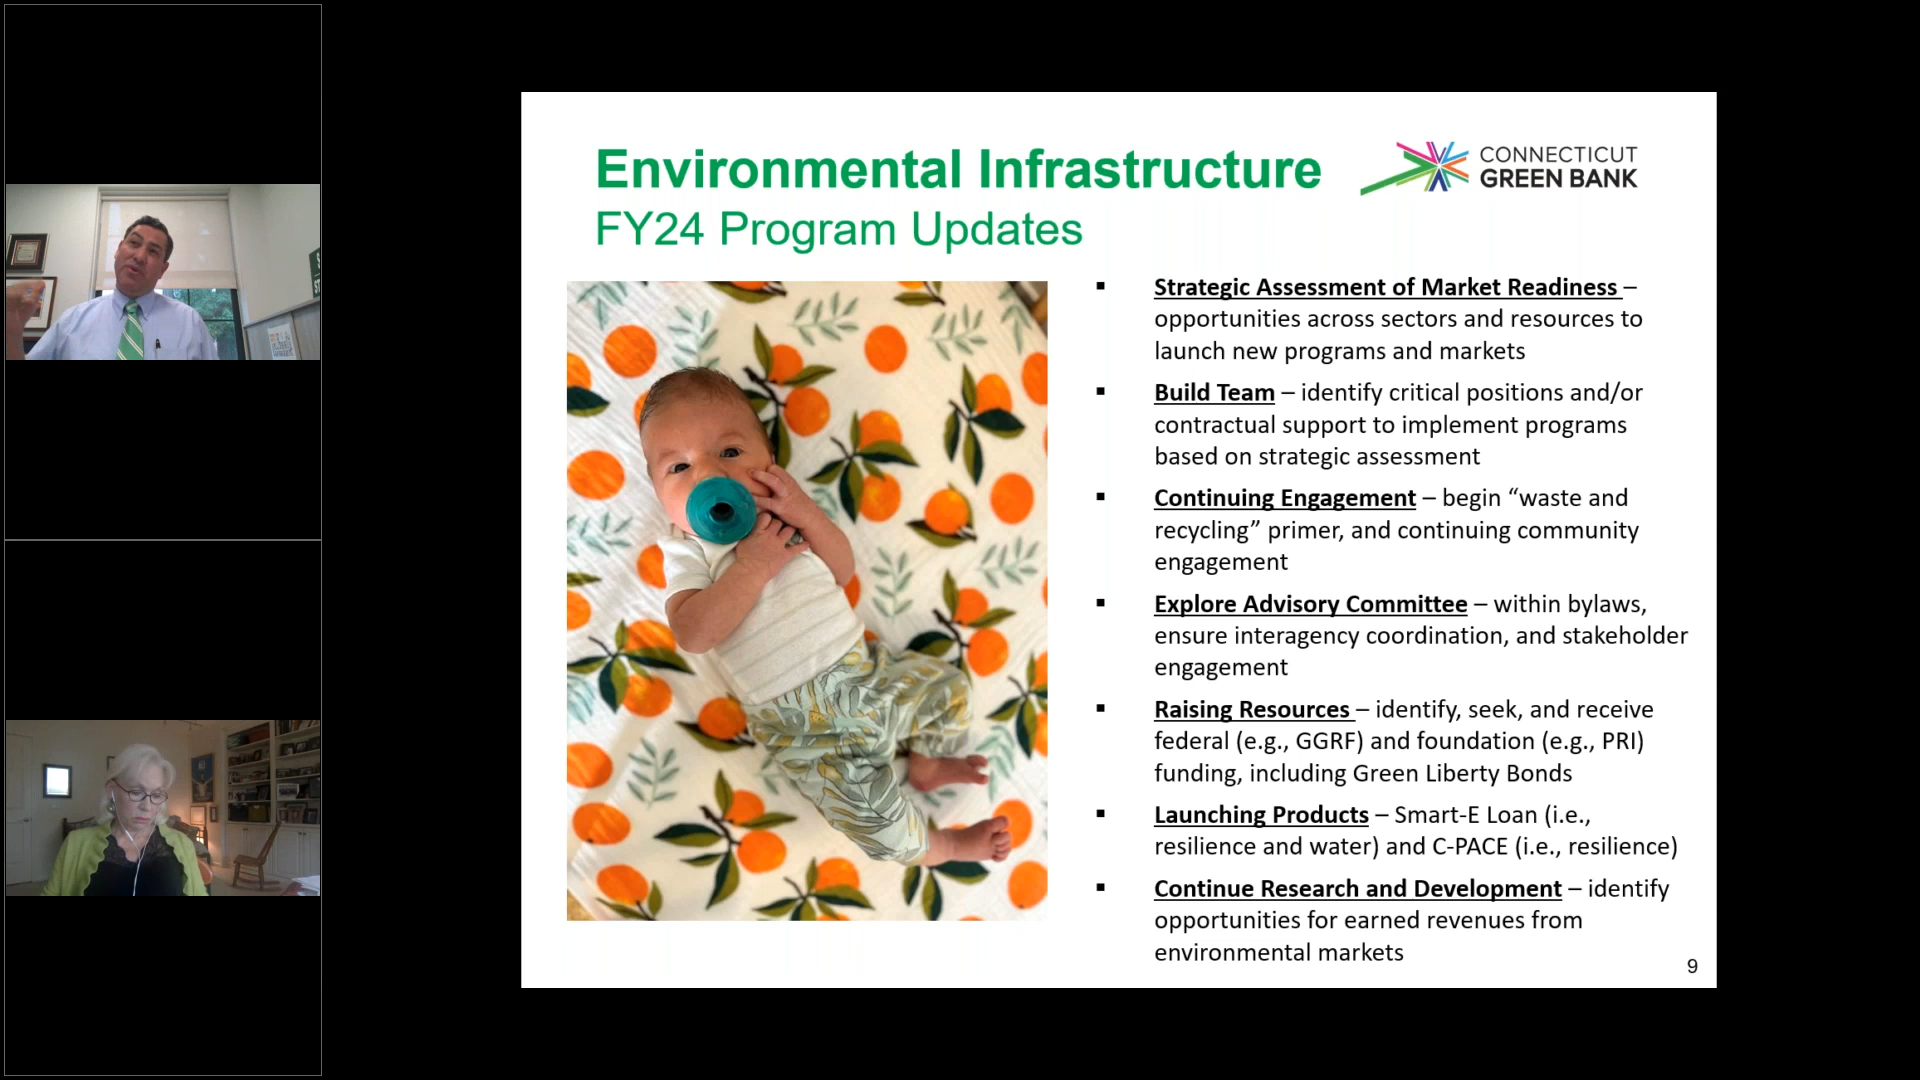 Environmental Infrastructure
FY24 Program Updates
CONNECTICUT
GREEN BANK
▪ Strategic Assessment of Market Readiness –
opportunities across sectors and resources to
launch new programs and markets
▪ Build Team – identify critical positions and/or
contractual support to implement programs
based on strategic assessment
▪ Continuing Engagement – begin “waste and
recycling” primer, and continuing community
engagement
▪ Explore Advisory Committee – within bylaws,
ensure interagency coordination, and stakeholder
engagement
▪ Raising Resources – identify, seek, and receive
federal (e.g., GGRF) and foundation (e.g., PRI)
funding, including Green Liberty Bonds
▪ Launching Products – Smart-E Loan (i.e.,
resilience and water) and C-PACE (i.e., resilience)
▪ Continue Research and Development – identify
opportunities for earned revenues from
environmental markets
9